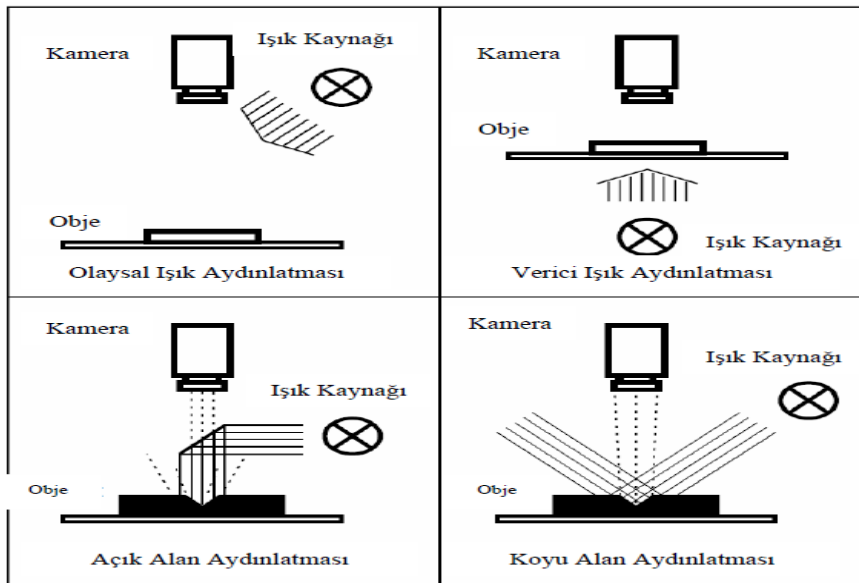 Işık Kaynağı
Kamera
Obje
Olaysal Işık Aydınlatması
Kamera
Obje
Işık Kaynağı
Verici Işık Aydınlatması
Kamera
Işık Kaynağı
Obje
Açık Alan Aydınlatması
Kamera
Işık Kaynağı
Obje
Koyu Alan Aydınlatması